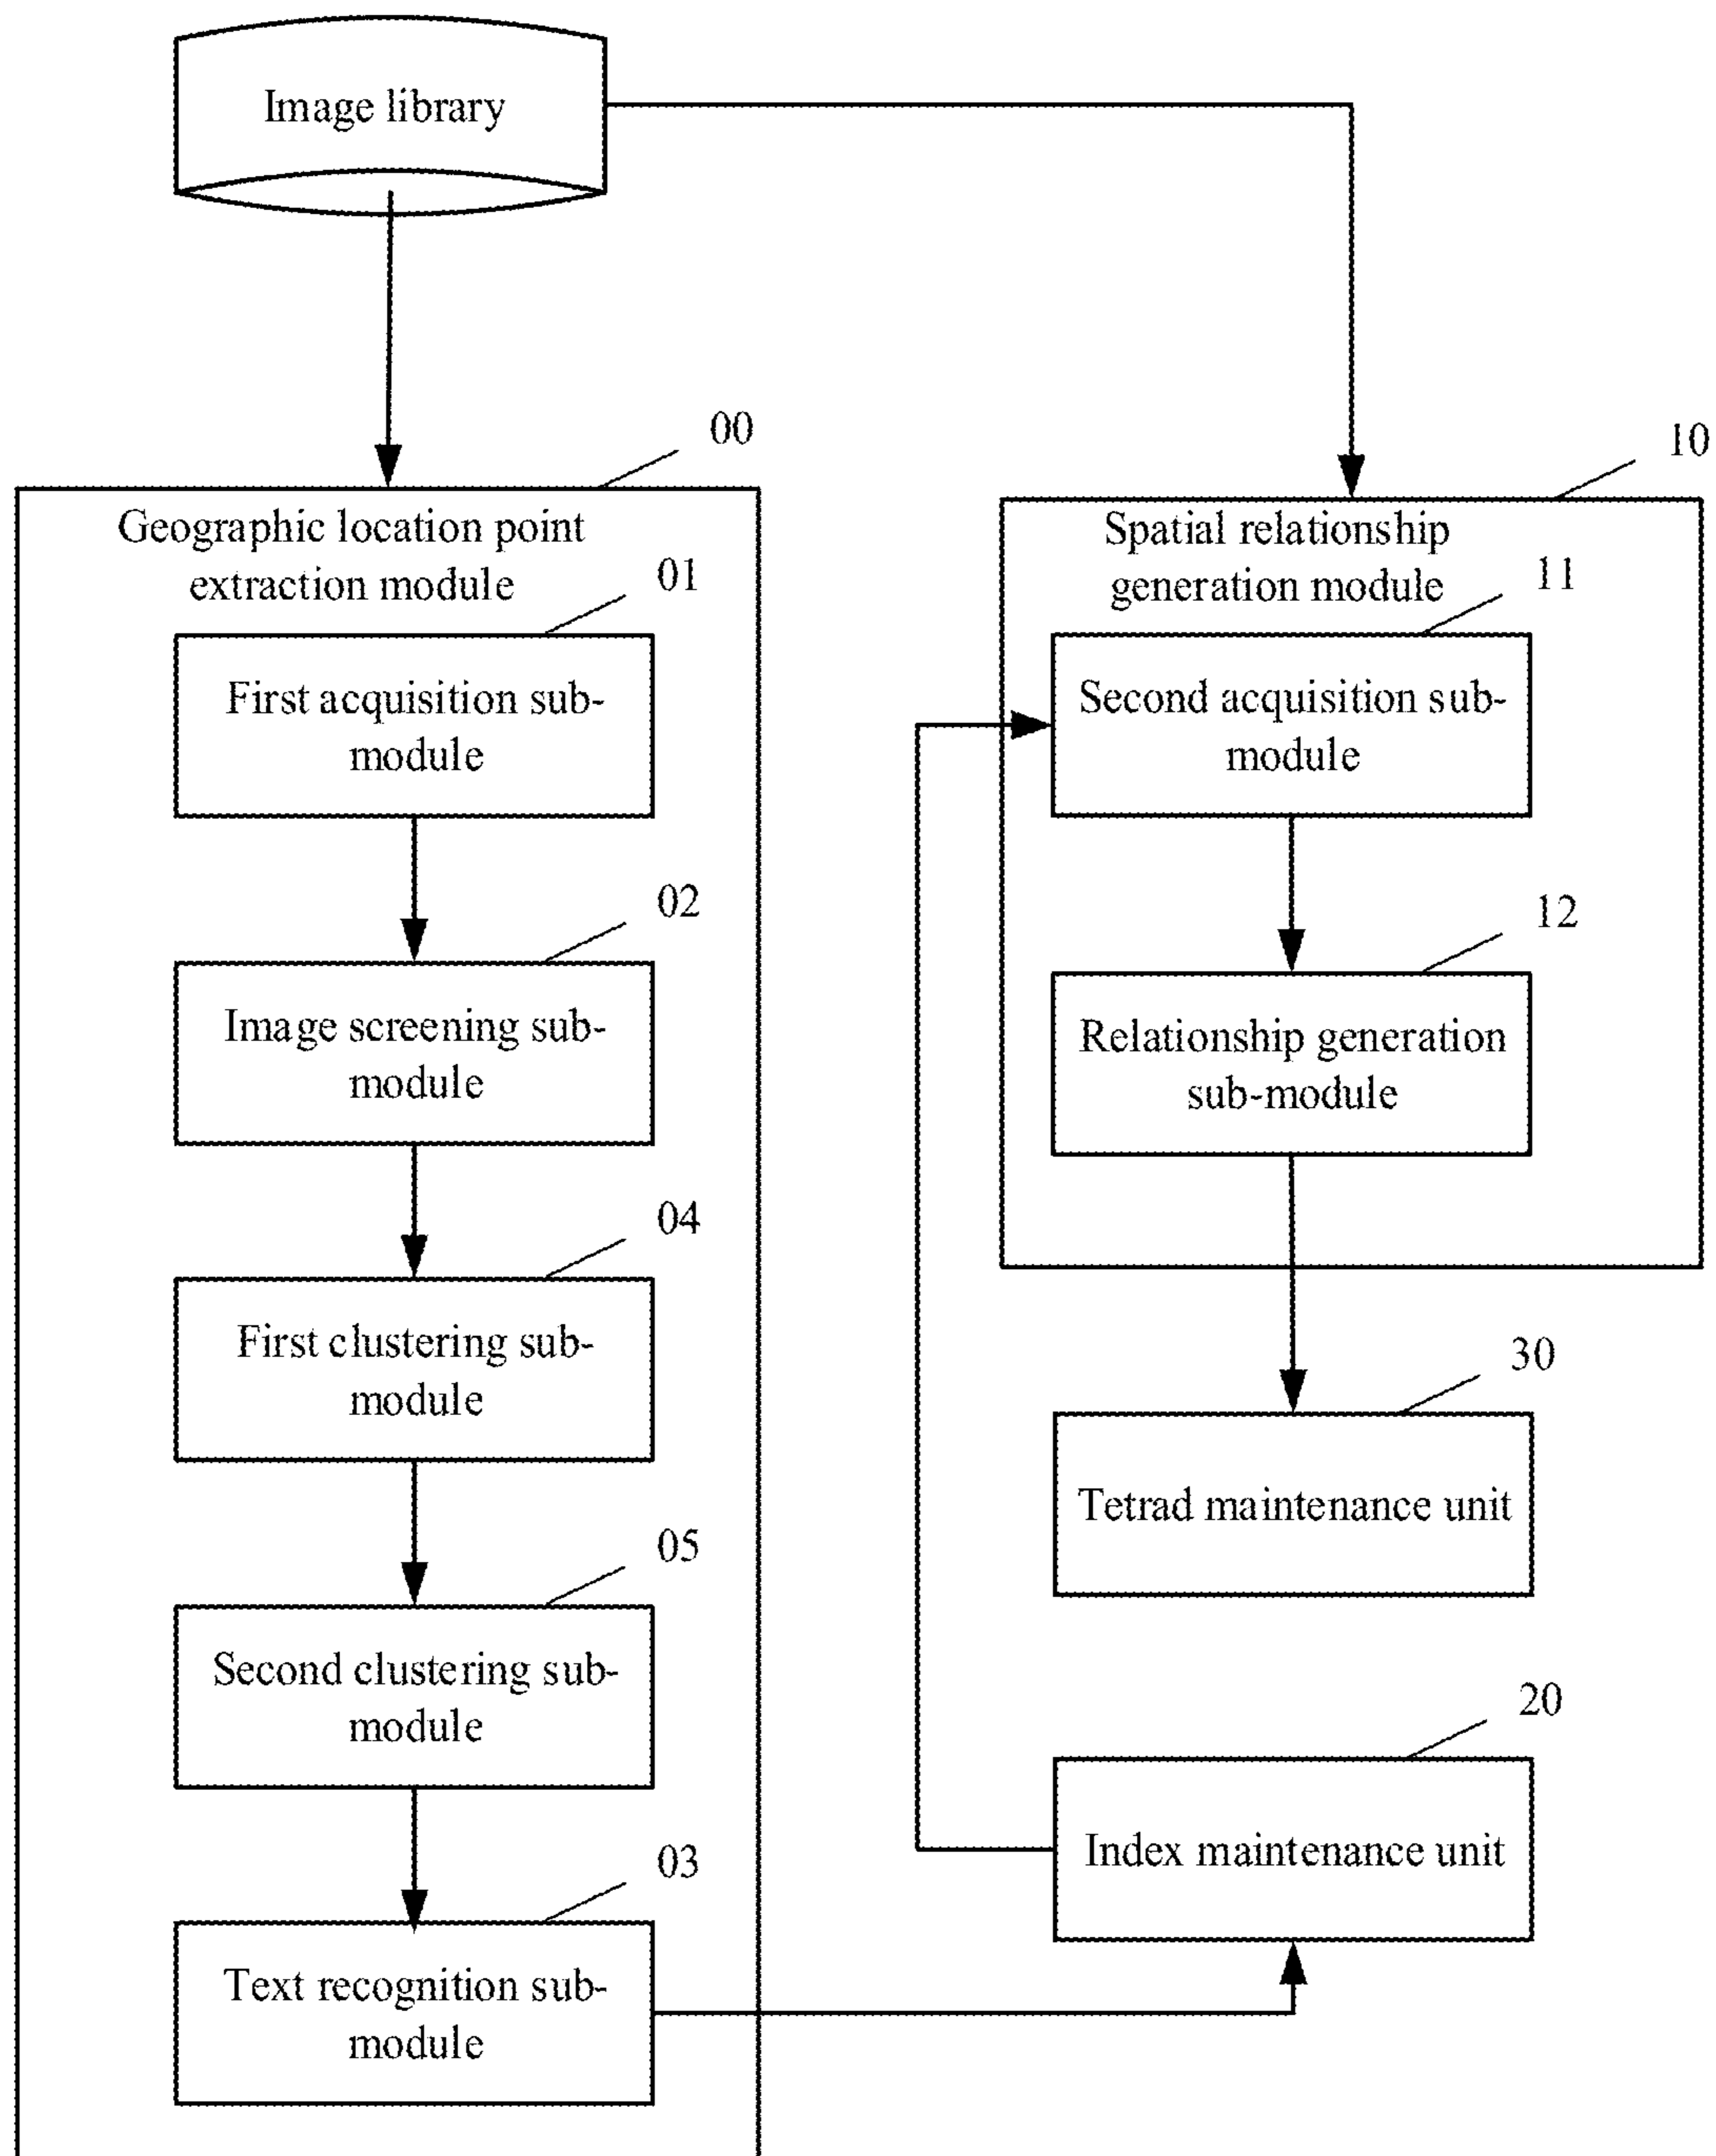 Image library
00
Geographic location point
extraction module
01
First acquisition sub-
module
02
Image screening sub-
module
04
First clustering sub-
module
05
Second clustering sub-
module
03
Text recognition sub-
module
10
Spatial relationship
generation module
11
Second acquisition sub-
module
12
Relationship generation
sub-module
30
Tetrad maintenance unit
20
Index maintenance unit